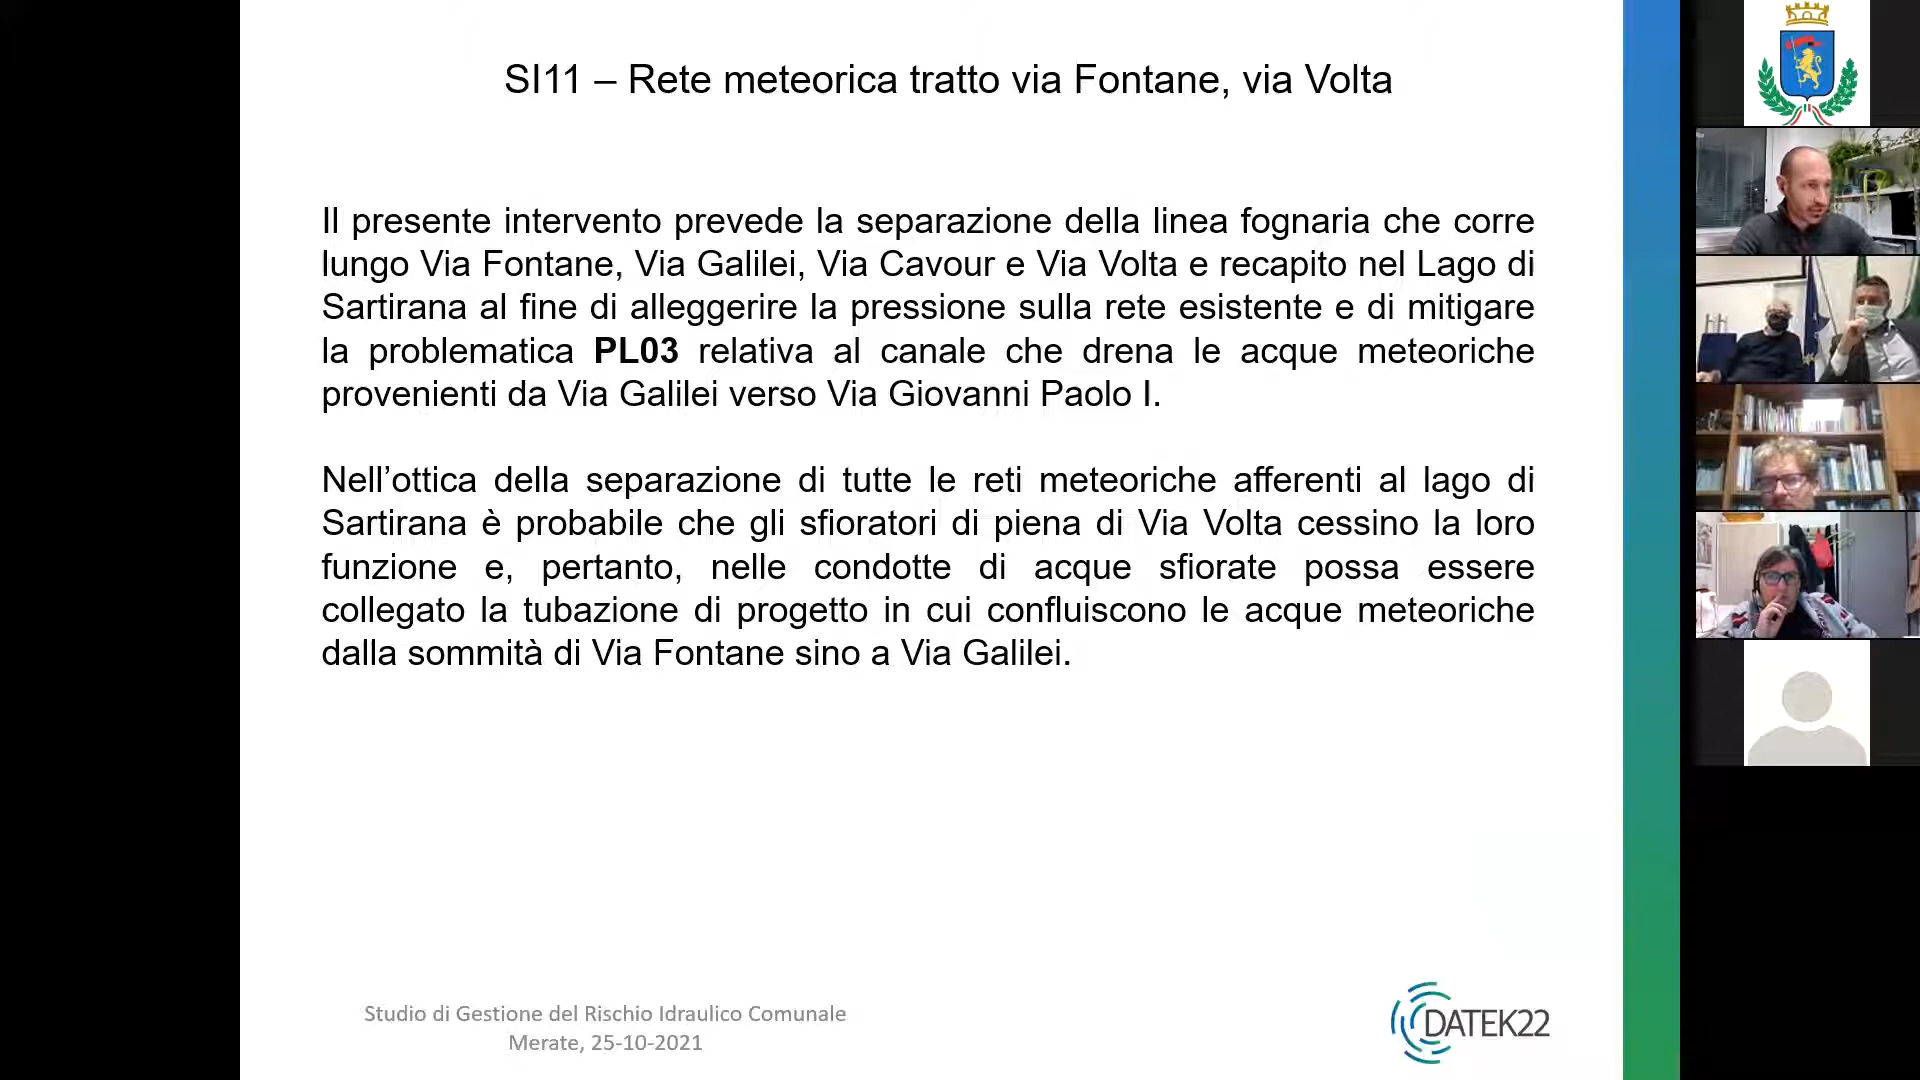 SI11 – Rete meteorica tratto via Fontane, via Volta
Il presente intervento prevede la separazione della linea fognaria che corre
lungo Via Fontane, Via Galilei, Via Cavour e Via Volta e recapito nel Lago di
Sartirana al fine di alleggerire la pressione sulla rete esistente e di mitigare
la problematica PL03 relativa al canale che drena le acque meteoriche
provenienti da Via Galilei verso Via Giovanni Paolo I.
Nell’ottica della separazione di tutte le reti meteoriche afferenti al lago di
Sartirana è probabile che gli sfioratori di piena di Via Volta cessino la loro
funzione e, pertanto, nelle condotte di acque sfiorate possa essere
collegato la tubazione di progetto in cui confluiscono le acque meteoriche
dalla sommità di Via Fontane sino a Via Galilei.
Studio di Gestione del Rischio Idraulico Comunale
Merate, 25-10-2021
DATEK22